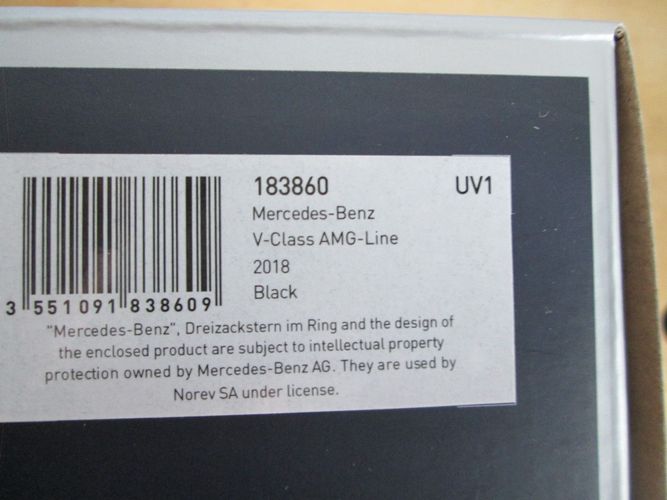 183860 UV1
Mercedes-Benz
V-Class AMG-Line
2018
Black
3 551091 838609
"Mercedes-Benz", Dreizackstern im Ring and the design of
the enclosed product are subject to intellectual property
protection owned by Mercedes-Benz AG. They are used by
Norev SA under license.